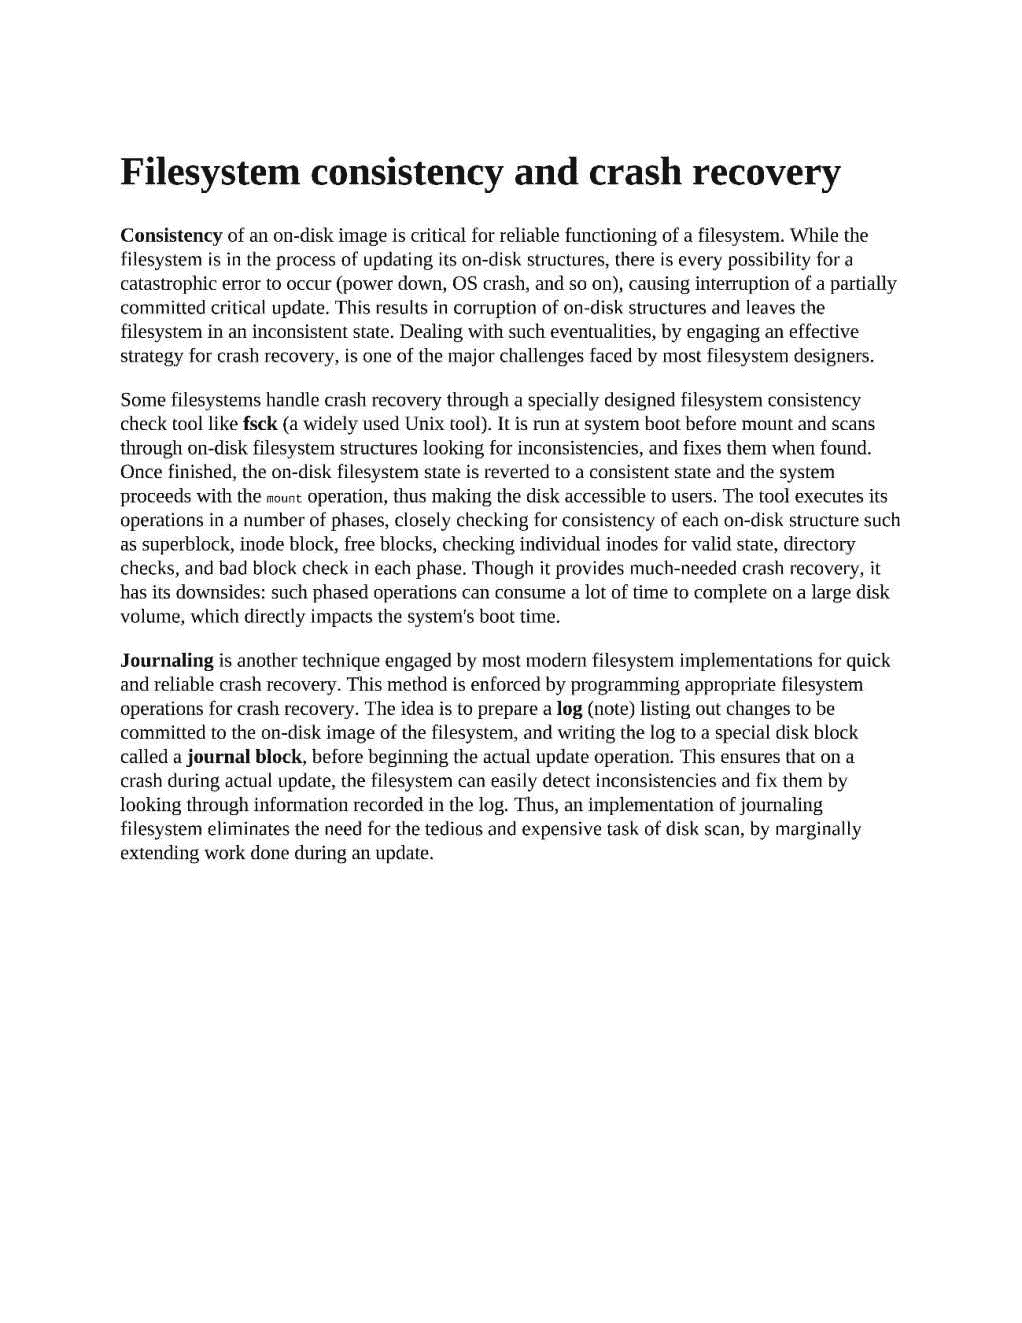 Filesystem consistency and crash recovery
Consistency of an on-disk image is critical for reliable functioning of a filesystem. While the
filesystem is in the process of updating its on-disk structures, there is every possibility for a
catastrophic error to occur (power down, OS crash, and so on), causing interruption of a partially
committed critical update. This results in corruption of on-disk structures and leaves the
filesystem in an inconsistent state. Dealing with such eventualities, by engaging an effective
strategy for crash recovery, is one of the major challenges faced by most filesystem designers.
Some filesystems handle crash recovery through a specially designed filesystem consistency
check tool like fsck (a widely used Unix tool). It is run at system boot before mount and scans
through on-disk filesystem structures looking for inconsistencies, and fixes them when found.
Once finished, the on-disk filesystem state is reverted to a consistent state and the system
proceeds with the mount operation, thus making the disk accessible to users. The tool executes its
operations in a number of phases, closely checking for consistency of each on-disk structure such
as superblock, inode block, free blocks, checking individual inodes for valid state, directory
checks, and bad block check in each phase. Though it provides much-needed crash recovery, it
has its downsides: such phased operations can consume a lot of time to complete on a large disk
volume, which directly impacts the system's boot time.
Journaling is another technique engaged by most modern filesystem implementations for quick
and reliable crash recovery. This method is enforced by programming appropriate filesystem
operations for crash recovery. The idea is to prepare a log (note) listing out changes to be
committed to the on-disk image of the filesystem, and writing the log to a special disk block
called a journal block, before beginning the actual update operation. This ensures that on a
crash during actual update, the filesystem can easily detect inconsistencies and fix them by
looking through information recorded in the log. Thus, an implementation of journaling
filesystem eliminates the need for the tedious and expensive task of disk scan, by marginally
extending work done during an update.